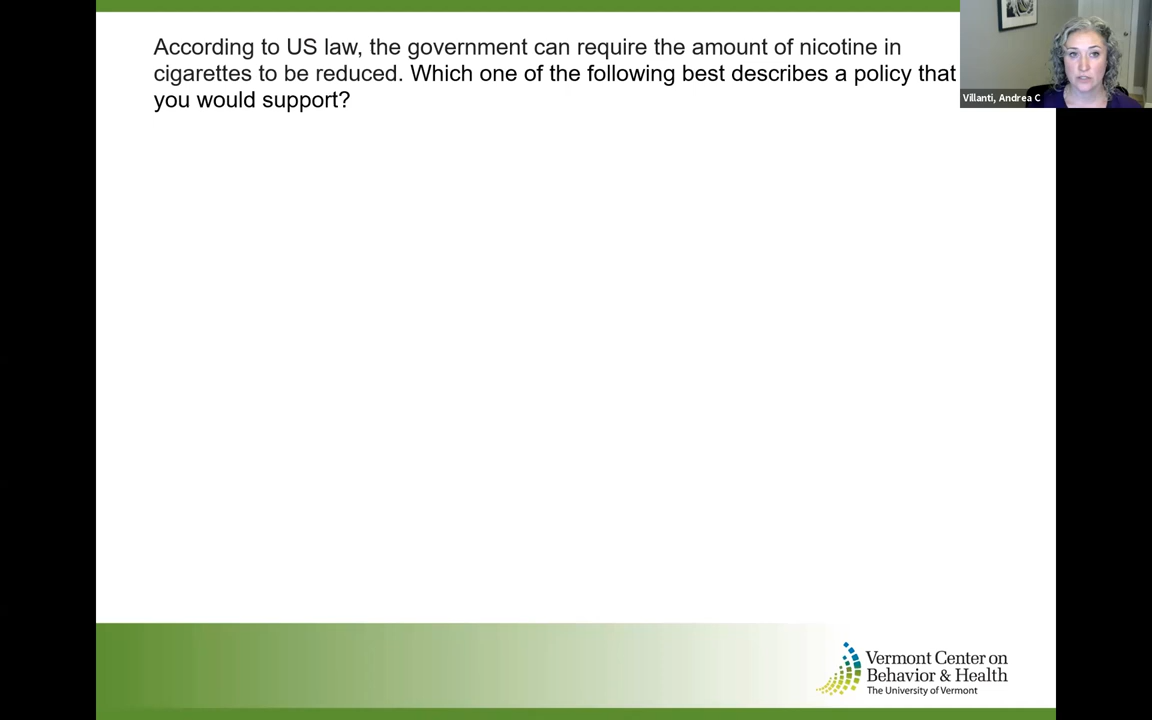 According to US law, the government can require the amount of nicotine in
cigarettes to be reduced. Which one of the following best describes a policy that
you would support?
Villanti, Andrea C
Vermont Center on
Behavior & Health
The University of Vermont